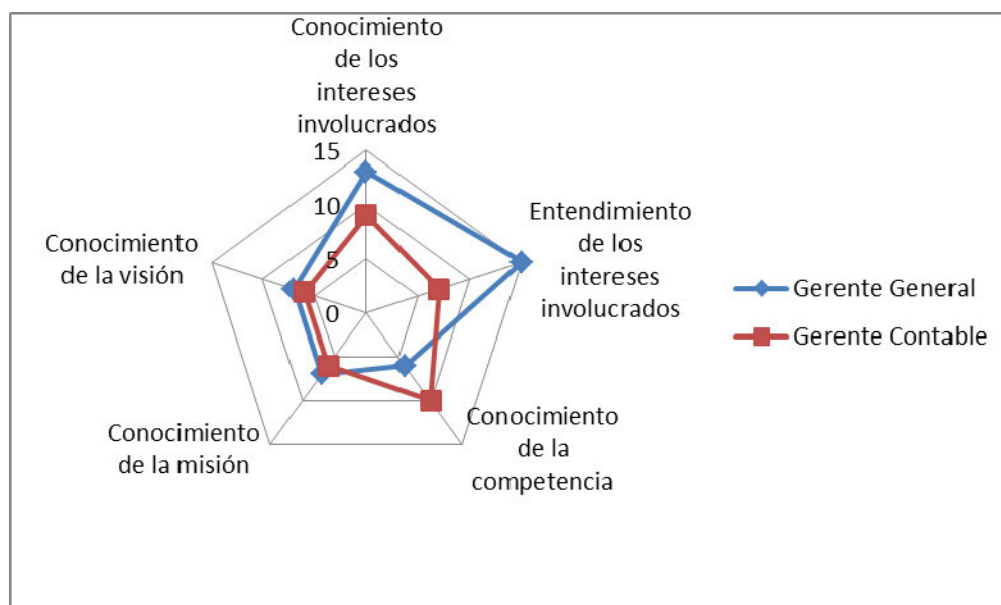 Conocimiento
de los
intereses
involucrados
15
10
5
0
Entendimiento
de los
intereses
involucrados
Conocimiento
de la
competencia
Conocimiento
de la misión
Conocimiento
de la visión
Gerente General
Gerente Contable